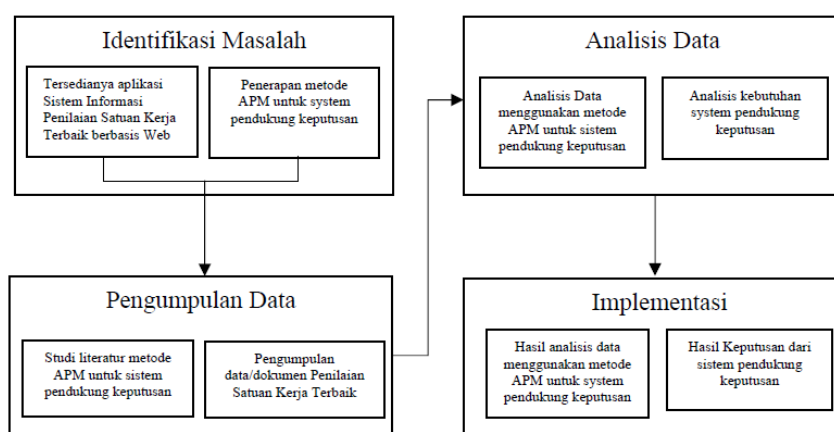 Identifikasi Masalah
Tersedianya aplikasi
Sistem Informasi
Penilaian Satuan Kerja
Terbaik berbasis Web
Penerapan metode
APM untuk system
pendukung keputusan
Pengumpulan Data
Studi literatur metode
APM untuk sistem
pendukung keputusan
Pengumpulan
data/dokumen Penilaian
Satuan Kerja Terbaik
Analisis Data
Analisis Data
menggunakan metode
APM untuk sistem
pendukung keputusan
Analisis kebutuhan
system pendukung
keputusan
Implementasi
Hasil analisis data
menggunakan metode
APM untuk system
pendukung keputusan
Hasil Keputusan dari
sistem pendukung
keputusan